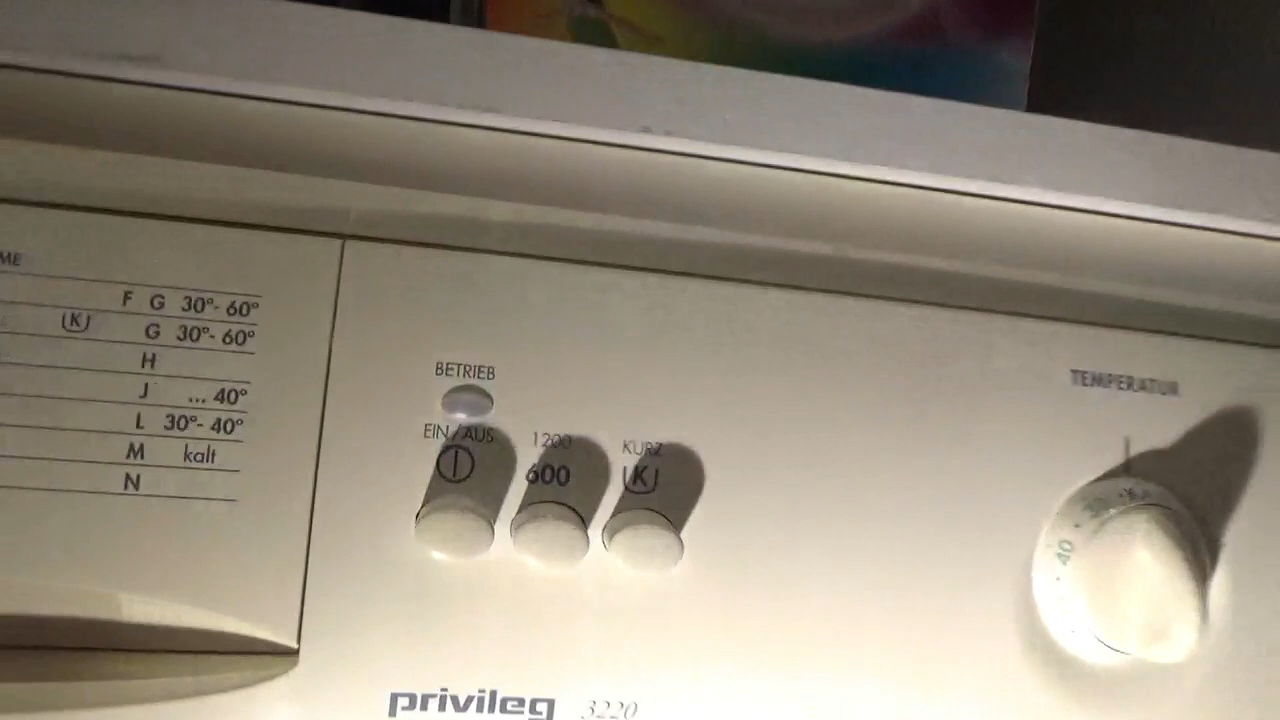 ME
F G 30°- 60°
K G 30°- 60°
H
J ... 40°
L 30°- 40°
M kalt
N
BETRIEB
EIN/AUS 1200 KURZ
600 K
TEMPERATUR
40
privileg 3220